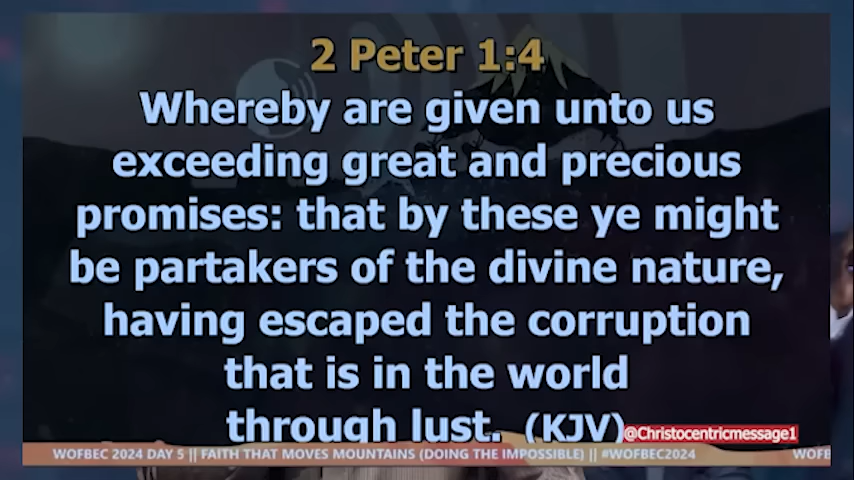 2 Peter 1:4
Whereby are given unto us
exceeding great and precious
promises: that by these ye might
be partakers of the divine nature,
having escaped the corruption
that is in the world
through lust. (KJV)
@Christocentricmessage1
WOFBEC 2024 DAY 5 || FAITH THAT MOVES MOUNTAINS (DOING THE IMPOSSIBLE) || #WOFBEC2024 WOFB